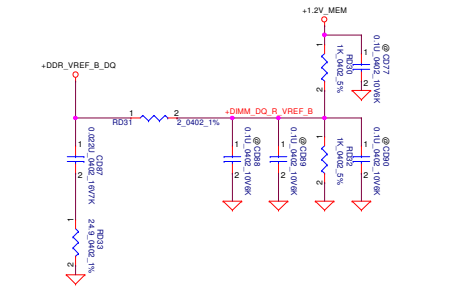 +1.2V_MEM
1
2
RD30
1K_0402_5%
1
2
@ CD77
0.1U_0402_10V6K
+DDR_VREF_B_DQ
1
2
RD31
2_0402_1%
+DIMM_DQ_R_VREF_B
1
2
CD87
0.022U_0402_16V7K
1
2
@CD88
0.1U_0402_10V6K
1
2
@CD89
0.1U_0402_10V6K
1
2
RD32
1K_0402_5%
1
2
@ CD90
0.1U_0402_10V6K
1
2
RD33
24.9_0402_1%